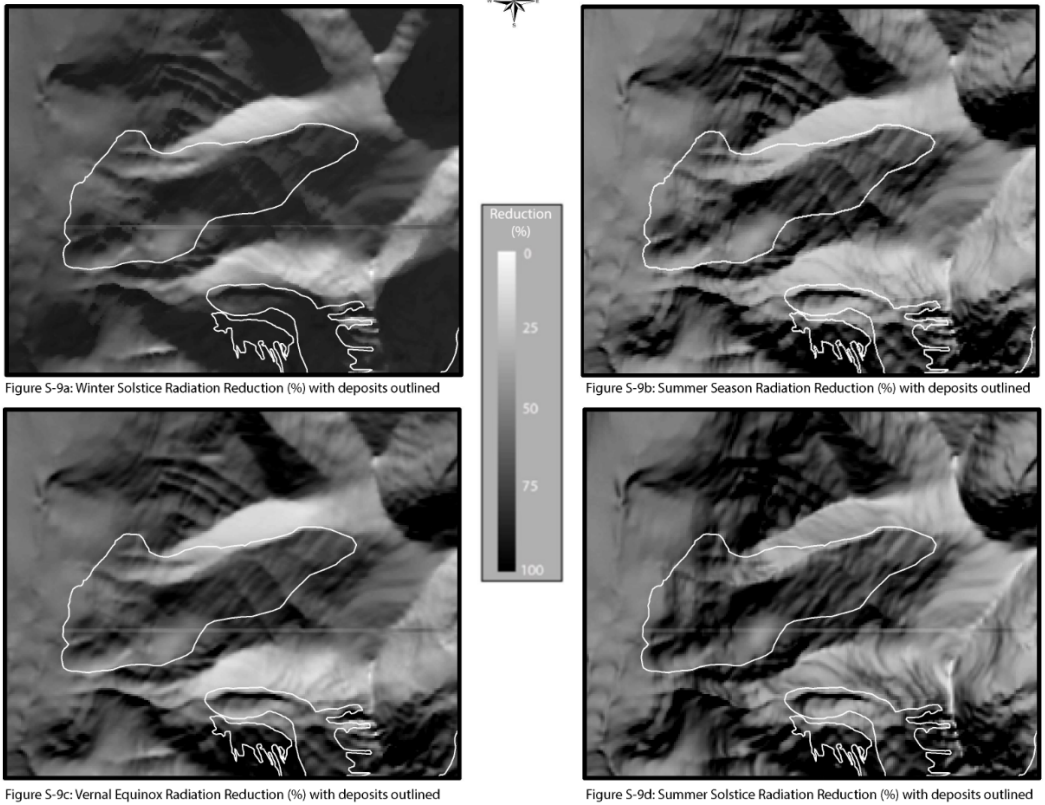 Figure S-9a: Winter Solstice Radiation Reduction (%) with deposits outlined
Figure S-9b: Summer Season Radiation Reduction (%) with deposits outlined
Reduction
(%)
0
25
50
75
100
Figure S-9c: Vernal Equinox Radiation Reduction (%) with deposits outlined
Figure S-9d: Summer Solstice Radiation Reduction (%) with deposits outlined